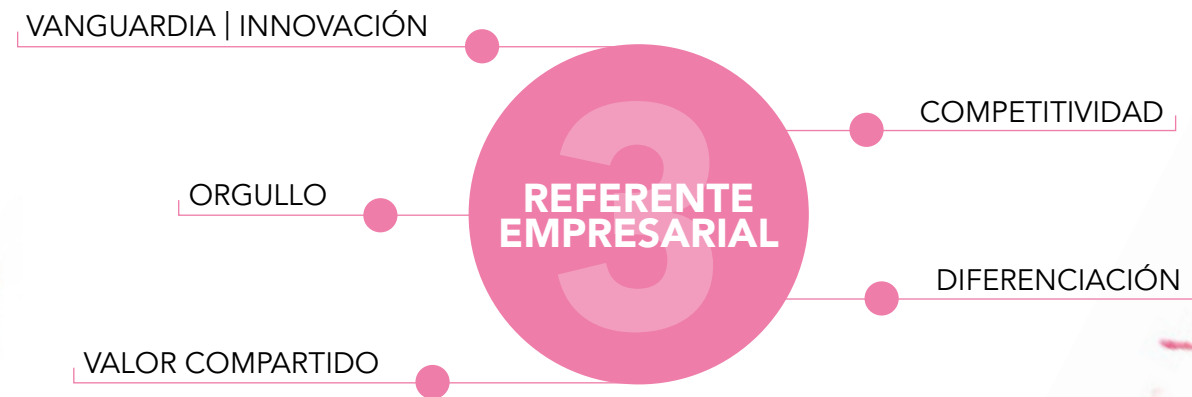 VANGUARDIA | INNOVACIÓN
COMPETITIVIDAD
ORGULLO
3
REFERENTE
EMPRESARIAL
DIFERENCIACIÓN
VALOR COMPARTIDO